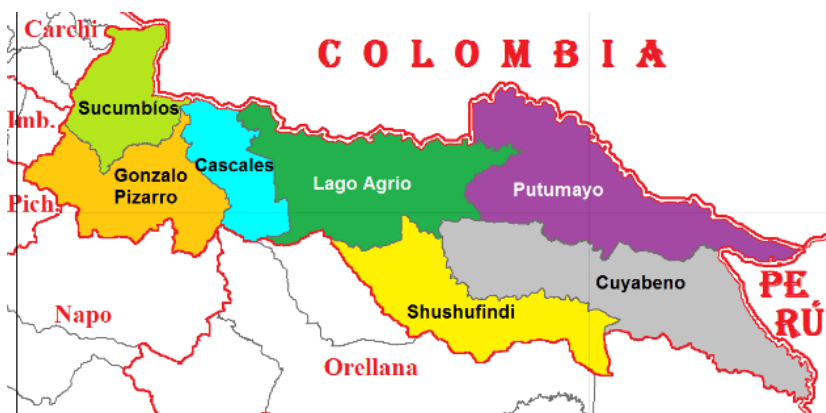 Carchi
COLOMBIA
Sucumbíos
Imb.
Cascales
Gonzalo
Pizarro
Lago Agrio
Putumayo
Pich.
Cuyabeno
PE
RÚ
Shushufindi
Napo
Orellana